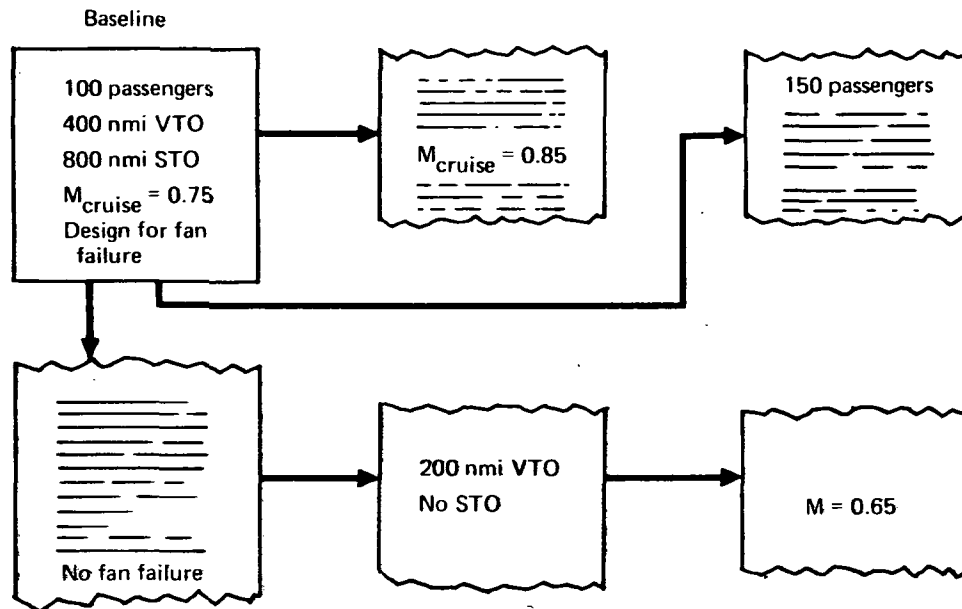 Baseline
100 passengers
400 nmi VTO
800 nmi STO
M_cruise = 0.75
Design for fan
failure
M_cruise = 0.85
150 passengers
No fan failure
200 nmi VTO
No STO
M = 0.65